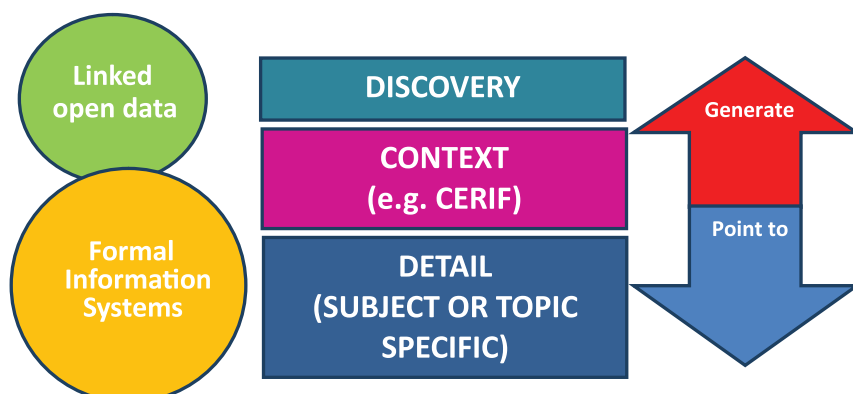 Linked
open data
Formal
Information
Systems
DISCOVERY
CONTEXT
(e.g. CERIF)
DETAIL
(SUBJECT OR TOPIC
SPECIFIC)
Generate
Point to